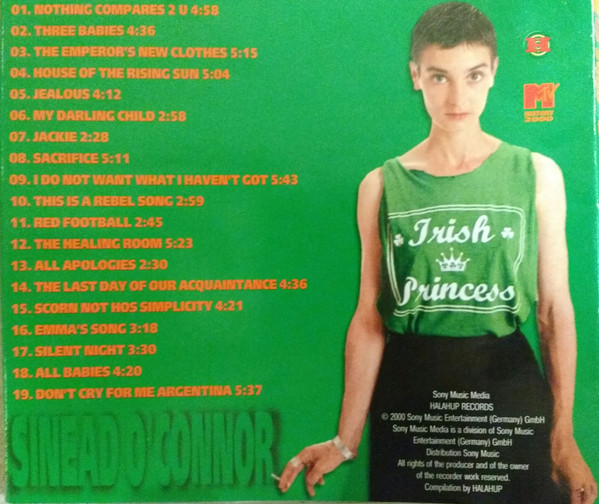 01. NOTHING COMPARES 2 U 4:58
02. THREE BABIES 4:36
03. THE EMPEROR'S NEW CLOTHES 5:15
04. HOUSE OF THE RISING SUN 5:04
05. JEALOUS 4:12
06. MY DARLING CHILD 2:58
07. JACKIE 2:28
08. SACRIFICE 5:11
09. I DO NOT WANT WHAT I HAVEN'T GOT 5:43
10. THIS IS A REBEL SONG 2:59
11. RED FOOTBALL 2:45
12. THE HEALING ROOM 5:23
13. ALL APOLOGIES 2:30
14. THE LAST DAY OF OUR ACQUAINTANCE 4:36
15. SCORN NOT HOS SIMPLICITY 4:21
16. EMMA'S SONG 3:18
17. SILENT NIGHT 3:30
18. ALL BABIES 4:20
19. DON'T CRY FOR ME ARGENTINA 5:37
SINEAD O'CONNOR
MTV
HISTORY
2000
Irish
Princess
Sony Music Media
HALAHUP RECORDS
© 2000 Sony Music Entertainment (Germany) GmbH
Sony Music Media is a division of Sony Music
Entertainment (Germany) GmbH
Distribution Sony Music
All rights of the producer and of the owner
of the recorder work reserved.
Compilation by HALAHUP